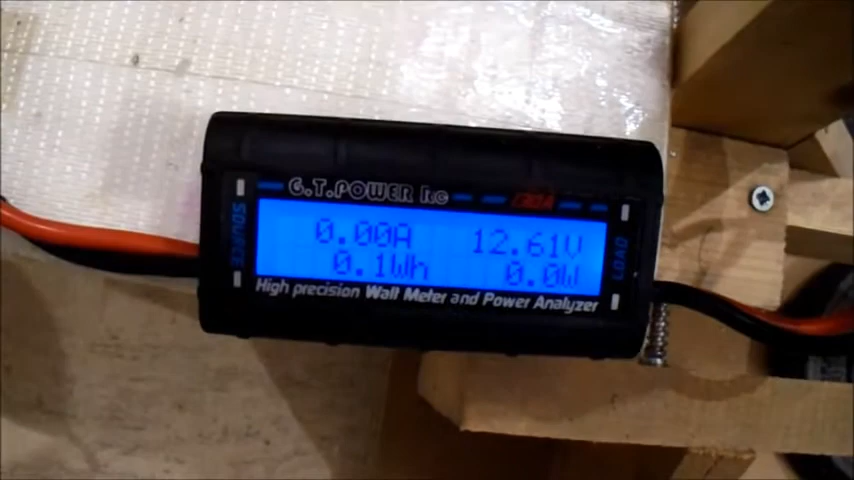 G.T.POWER RC 130A
SOURCE
0.00A 12.61V
0.1Wh 0.0W
LOAD
High precision Watt Meter and Power Analyzer